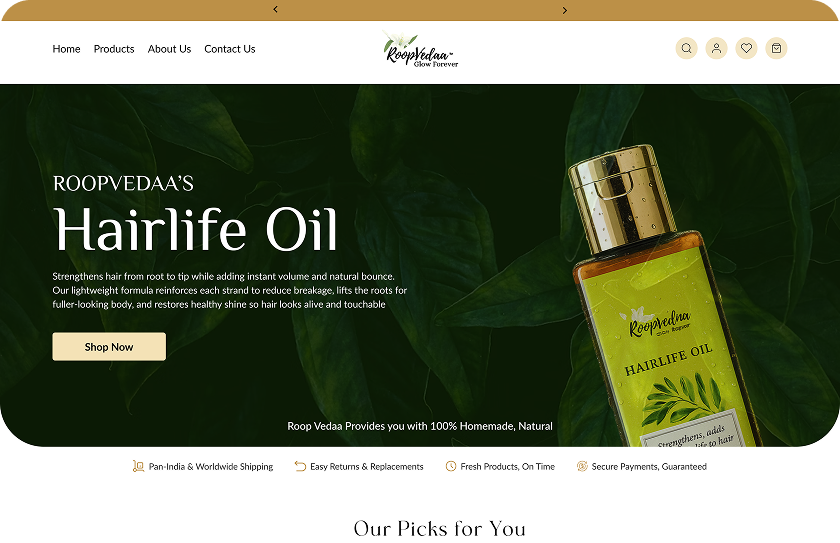 Home Products About Us Contact Us
RoopVedaa™
Glow Forever
ROOPVEDAA'S
Hairlife Oil
Strengthens hair from root to tip while adding instant volume and natural bounce.
Our lightweight formula reinforces each strand to reduce breakage, lifts the roots for
fuller-looking body, and restores healthy shine so hair looks alive and touchable
Shop Now
RoopVedaa
HAIRLIFE OIL
Strengthens, adds
life to hair
Roop Vedaa Provides you with 100% Homemade, Natural
Pan-India & Worldwide Shipping Easy Returns & Replacements Fresh Products, On Time Secure Payments, Guaranteed
Our Picks for You